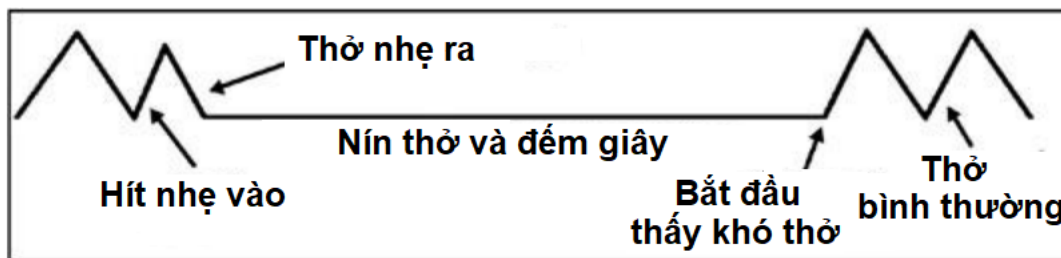 Thở nhẹ ra
Nín thở và đếm giây
Hít nhẹ vào
Bắt đầu
thấy khó thở
Thở
bình thường